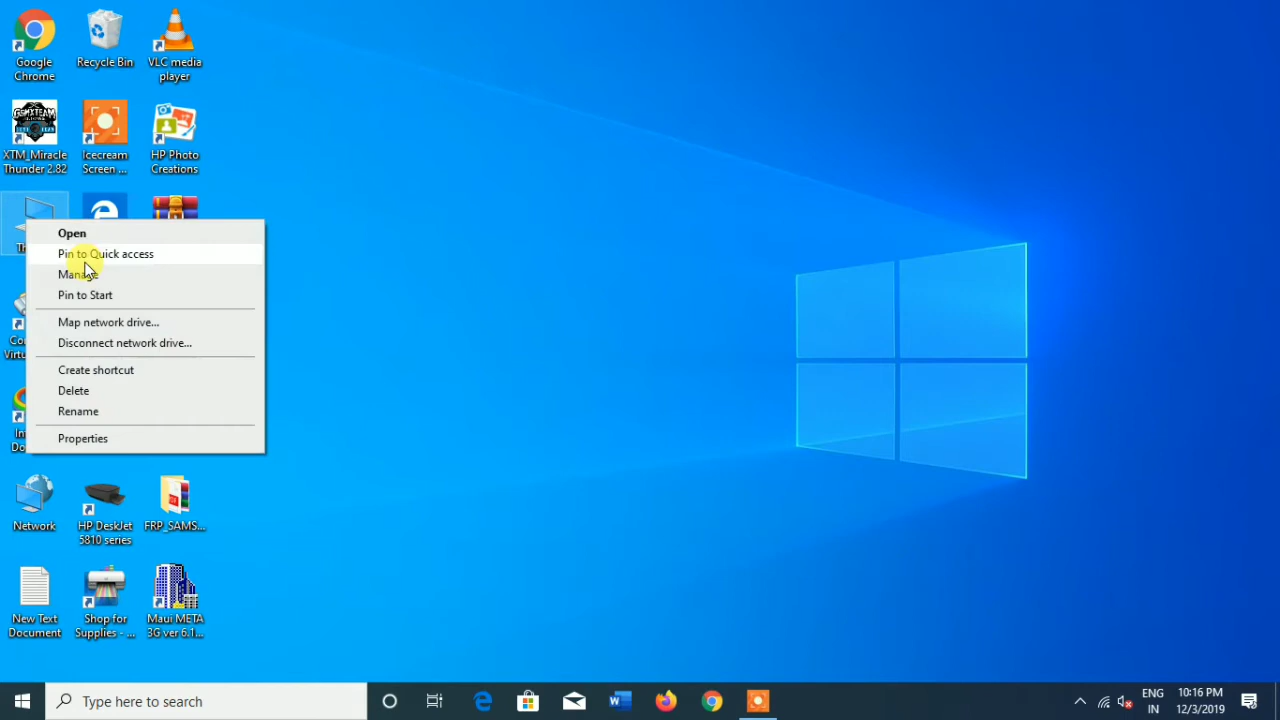 Google
Chrome
Recycle Bin
VLC media
player
XTM_Miracle
Thunder 2.82
Icecream
Screen ...
HP Photo
Creations
Open
Pin to Quick access
Manage
Pin to Start
Map network drive...
Disconnect network drive...
Create shortcut
Delete
Rename
Properties
Network
HP DeskJet
5810 series
FRP_SAMS...
New Text
Document
Shop for
Supplies - ...
Maui META
3G ver 6.1...
Type here to search
ENG
IN
10:16 PM
12/3/2019